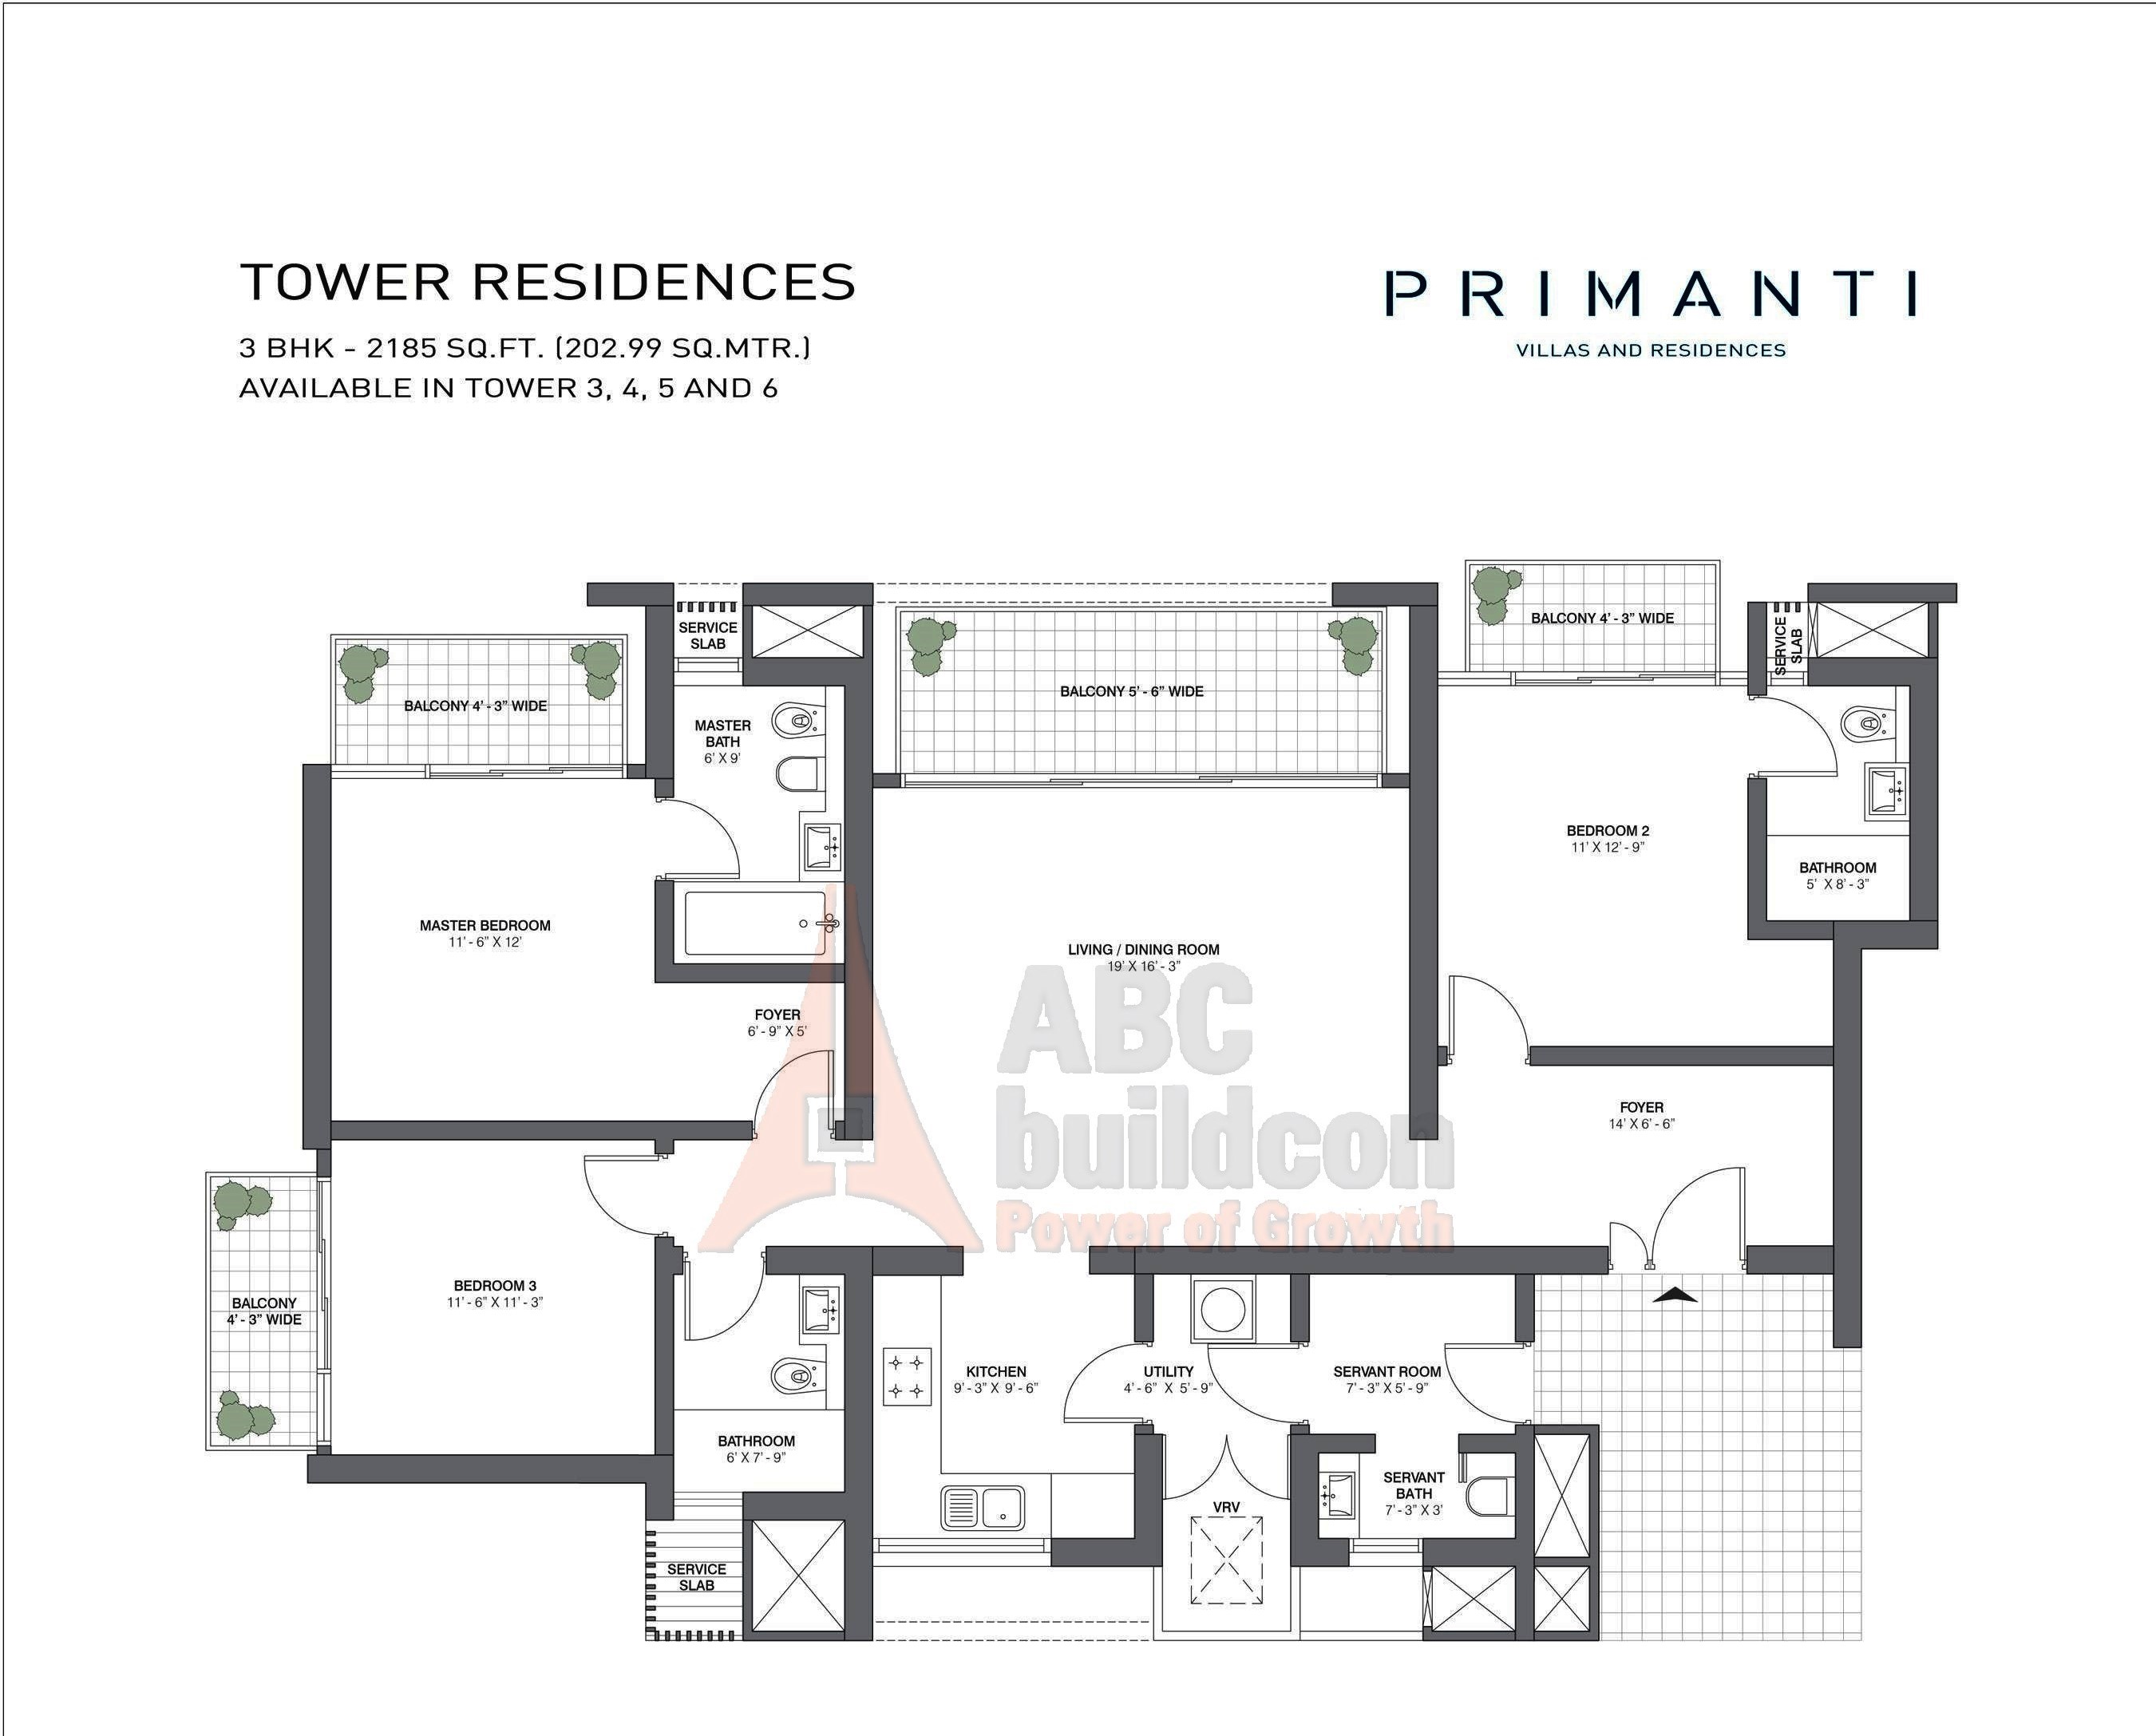 TOWER RESIDENCES
3 BHK - 2185 SQ.FT. (202.99 SQ.MTR.)
AVAILABLE IN TOWER 3, 4, 5 AND 6
PRIMANTI
VILLAS AND RESIDENCES
BALCONY 4' - 3" WIDE
SERVICE
SLAB
MASTER
BATH
6' X 9'
BALCONY 5' - 6" WIDE
BALCONY 4' - 3" WIDE
SERVICE
SLAB
BEDROOM 2
11' X 12' - 9"
BATHROOM
5' X 8' - 3"
MASTER BEDROOM
11' - 6" X 12'
LIVING / DINING ROOM
19' X 16' - 3"
FOYER
6' - 9" X 5'
ABC
buildcon
Power of Growth
FOYER
14' X 6' - 6"
BALCONY
4' - 3" WIDE
BEDROOM 3
11' - 6" X 11' - 3"
KITCHEN
9' - 3" X 9' - 6"
UTILITY
4' - 6" X 5' - 9"
SERVANT ROOM
7' - 3" X 5' - 9"
BATHROOM
6' X 7' - 9"
VRV
SERVANT
BATH
7' - 3" X 3'
SERVICE
SLAB